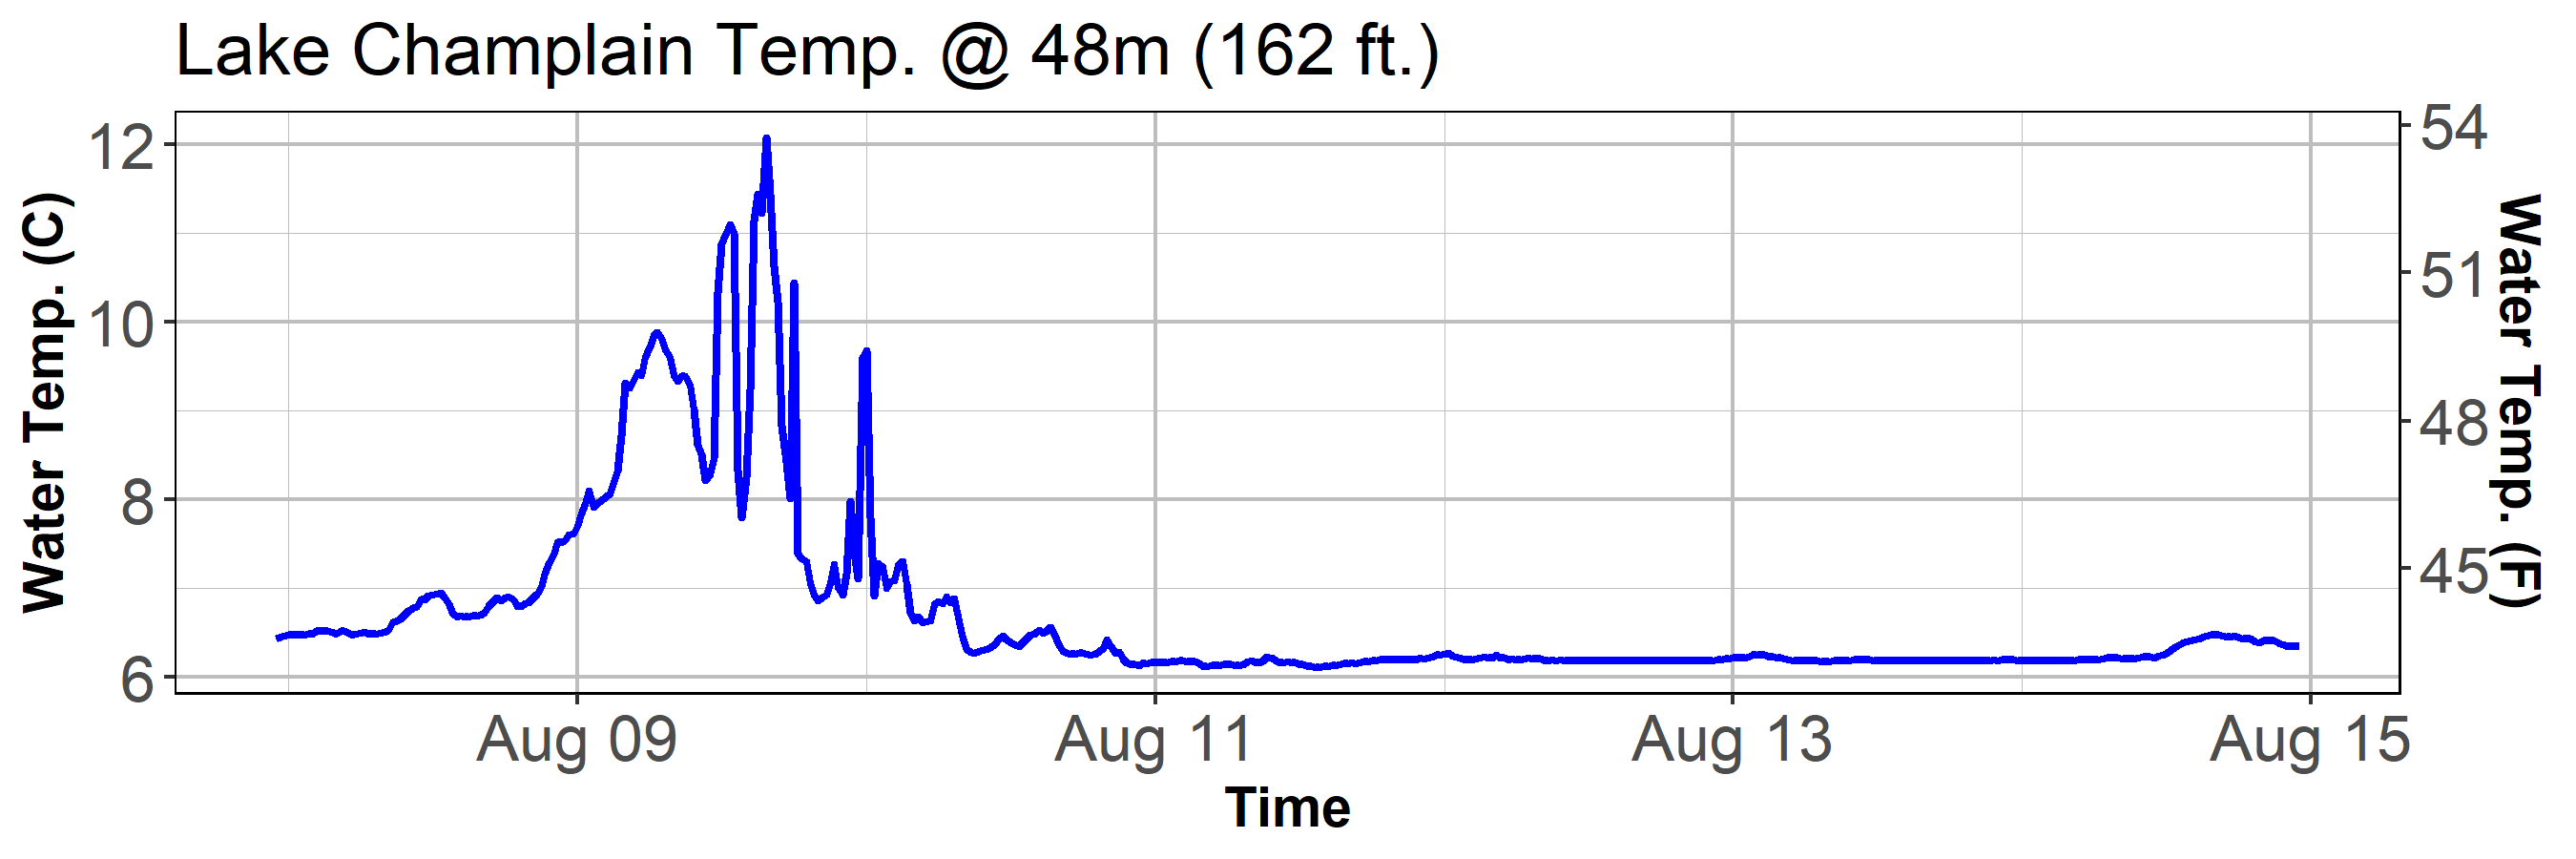 Lake Champlain Temp. @ 48m (162 ft.)
12
10
8
6
Water Temp. (C)
54
51
48
45
Water Temp. (F)
Aug 09
Aug 11
Aug 13
Aug 15
Time